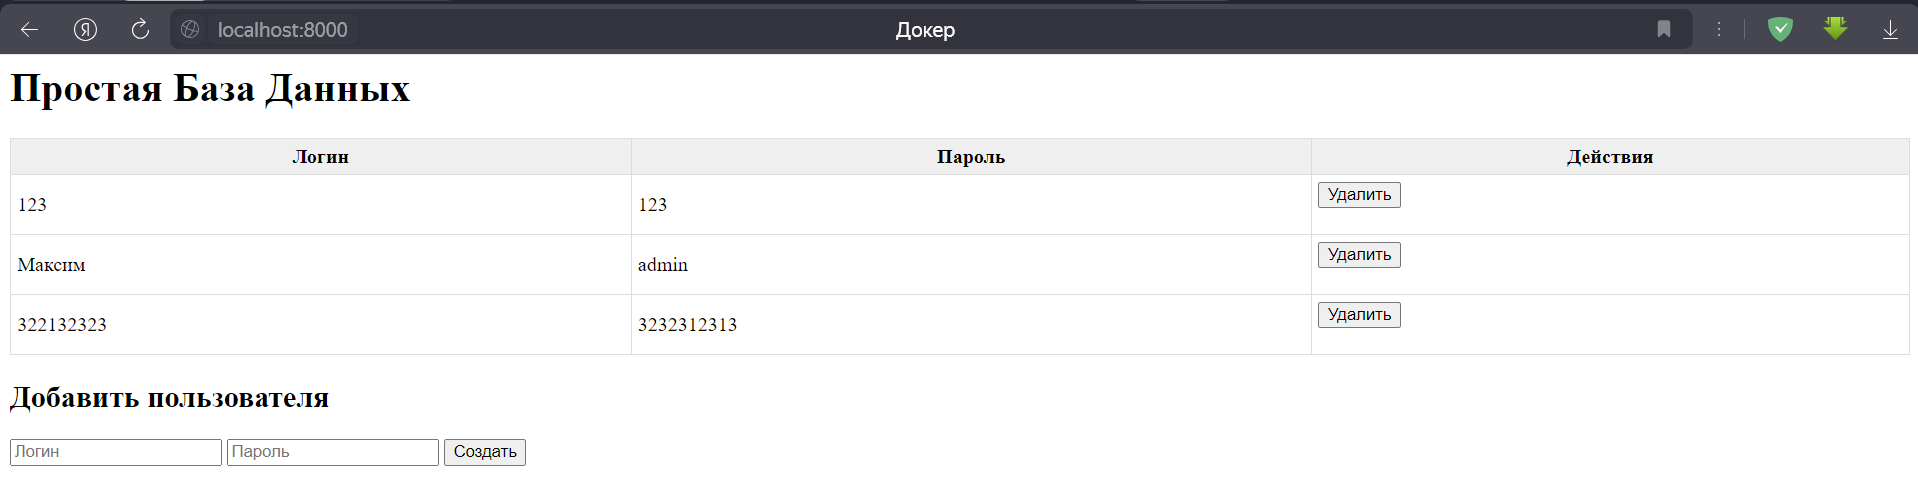 localhost:8000 Докер
Простая База Данных
Логин Пароль Действия
123 123 Удалить
Максим admin Удалить
322132323 3232312313 Удалить
Добавить пользователя
Логин Пароль Создать